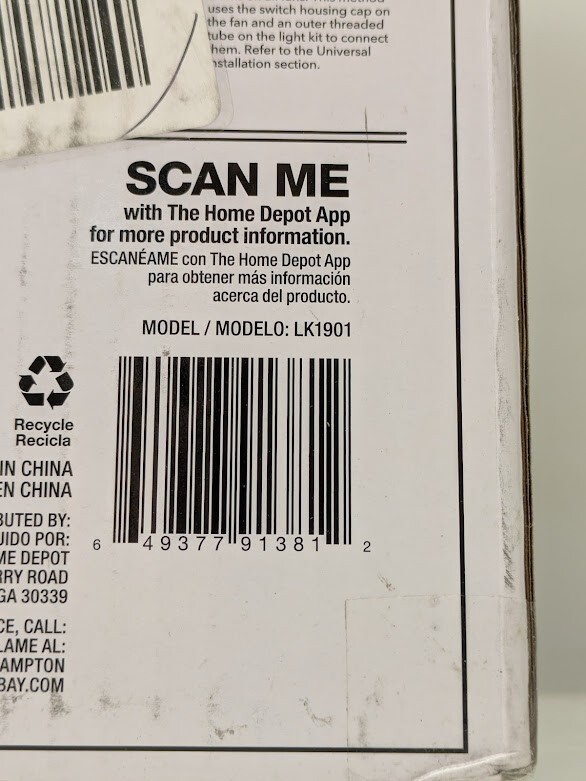 uses the switch housing cap on
the fan and an outer threaded
tube on the light kit to connect
hem. Refer to the Universal
nstallation section.
SCAN ME
with The Home Depot App
for more product information.
ESCANÉAME con The Home Depot App
para obtener más información
acerca del producto.
MODEL / MODELO: LK1901
Recycle
Recicla
IN CHINA
EN CHINA
BUTED BY:
UIDO POR:
ME DEPOT
RRY ROAD
GA 30339
CE, CALL:
LAME AL:
AMPTON
BAY.COM
6 49377 91381 2